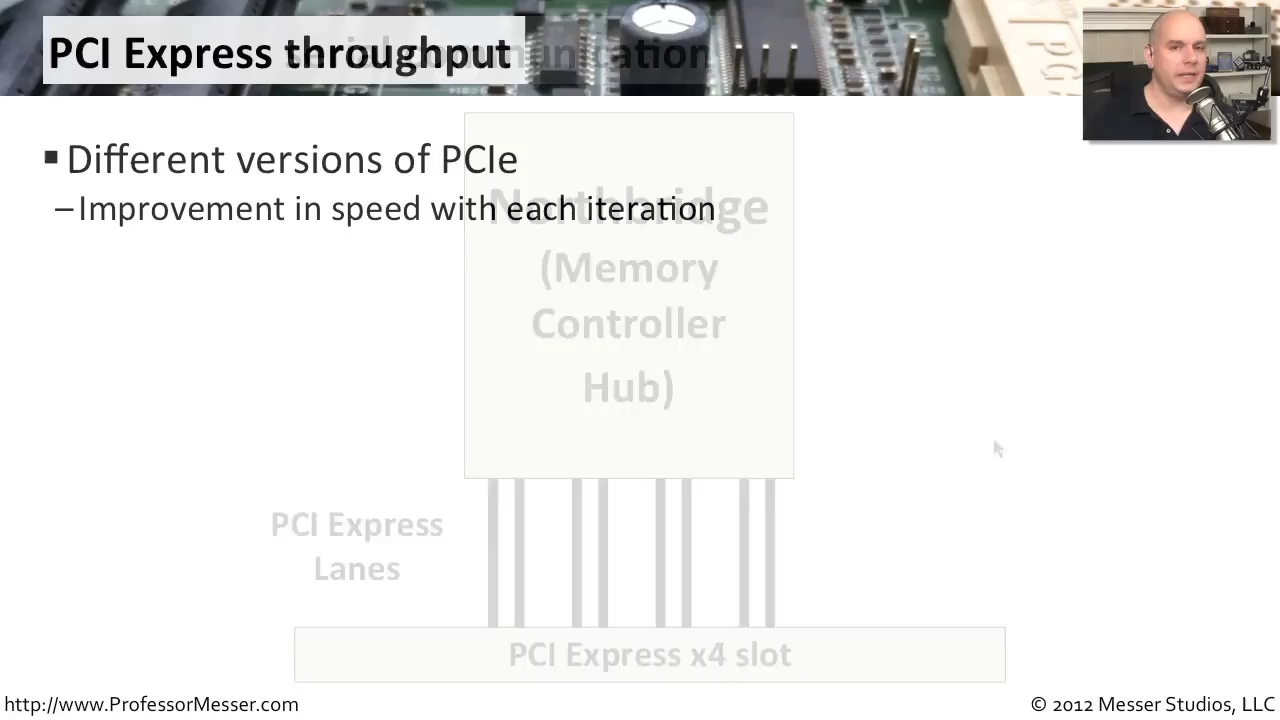 PCI Express throughput
Different versions of PCIe
–Improvement in speed with each iteration
Northbridge
(Memory
Controller
Hub)
PCI Express
Lanes
PCI Express x4 slot
http://www.ProfessorMesser.com
© 2012 Messer Studios, LLC